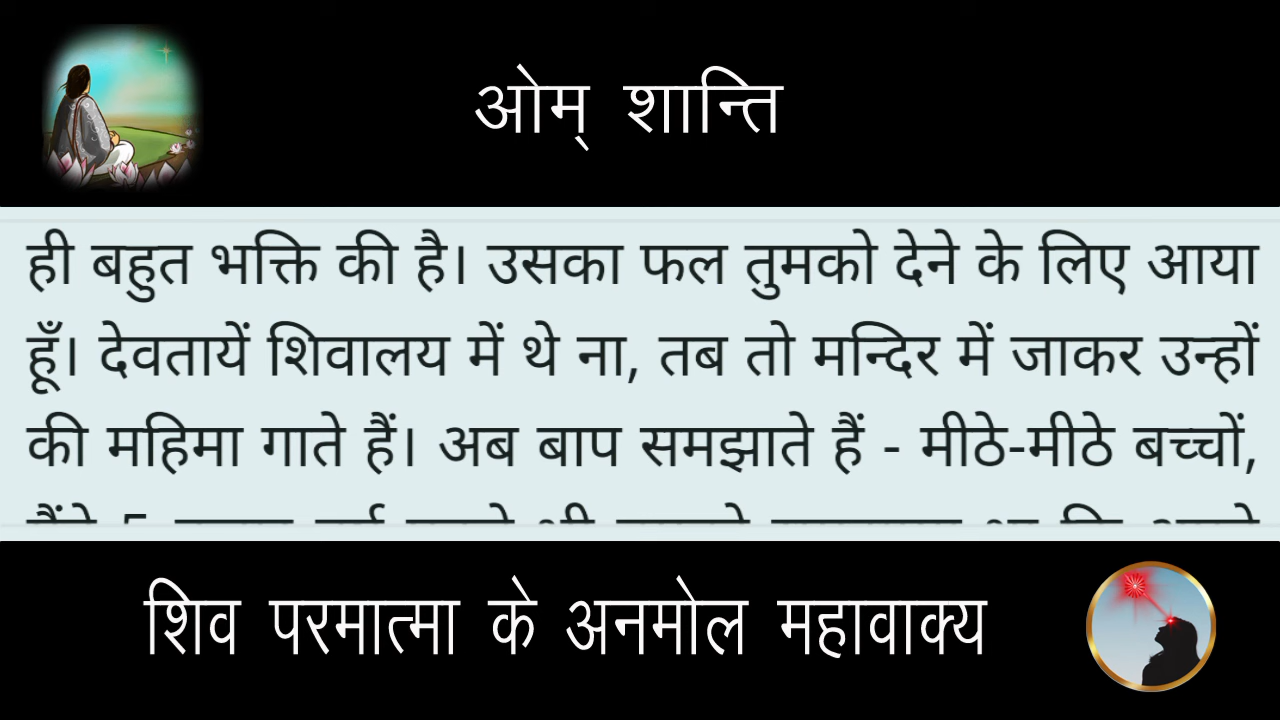 ओम् शान्ति
ही बहुत भक्ति की है। उसका फल तुमको देने के लिए आया
हूँ। देवतायें शिवालय में थे ना, तब तो मन्दिर में जाकर उन्हों
की महिमा गाते हैं। अब बाप समझाते हैं - मीठे-मीठे बच्चों,
शिव परमात्मा के अनमोल महावाक्य